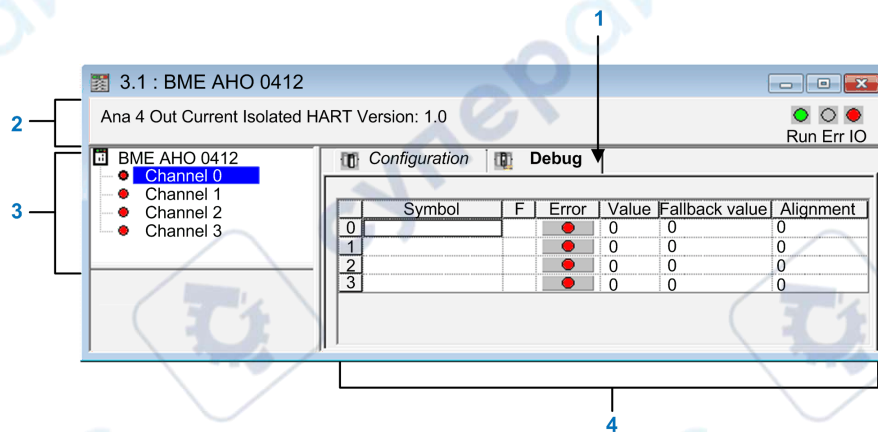 1
3.1 : BME AHO 0412
2
Ana 4 Out Current Isolated HART Version: 1.0
Run Err IO
3
BME AHO 0412
Channel 0
Channel 1
Channel 2
Channel 3
Configuration Debug
Symbol F Error Value Fallback value Alignment
0 0 0 0
1 0 0 0
2 0 0 0
3 0 0 0
4